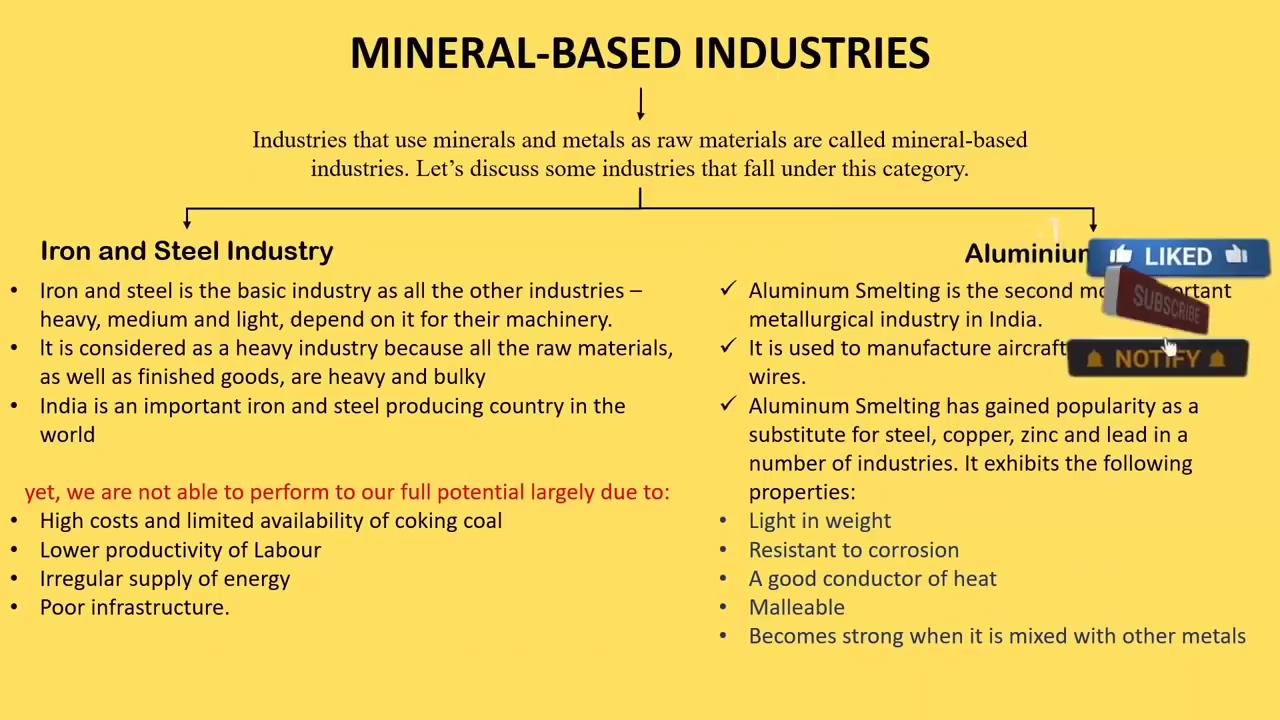 MINERAL-BASED INDUSTRIES
Industries that use minerals and metals as raw materials are called mineral-based
industries. Let’s discuss some industries that fall under this category.
Iron and Steel Industry
• Iron and steel is the basic industry as all the other industries –
heavy, medium and light, depend on it for their machinery.
• It is considered as a heavy industry because all the raw materials,
as well as finished goods, are heavy and bulky
• India is an important iron and steel producing country in the
world
yet, we are not able to perform to our full potential largely due to:
• High costs and limited availability of coking coal
• Lower productivity of Labour
• Irregular supply of energy
• Poor infrastructure.
LIKED
SUBSCRIBE
NOTIFY
✓ Aluminum Smelting is the second
metallurgical industry in India.
✓ It is used to manufacture aircraft
wires.
✓ Aluminum Smelting has gained popularity as a
substitute for steel, copper, zinc and lead in a
number of industries. It exhibits the following
properties:
• Light in weight
• Resistant to corrosion
• A good conductor of heat
• Malleable
• Becomes strong when it is mixed with other metals